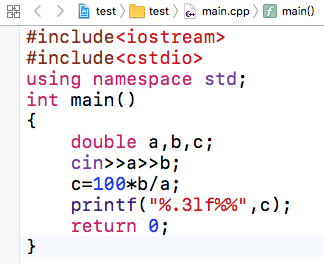 test test main.cpp main()
#include<iostream>
#include<cstdio>
using namespace std;
int main()
{
    double a,b,c;
    cin>>a>>b;
    c=100*b/a;
    printf("%.3lf%%",c);
    return 0;
}